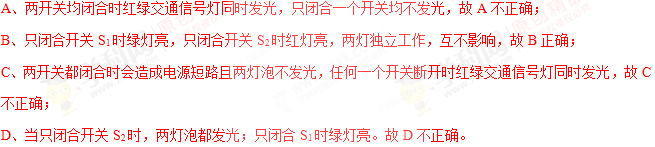 A、两开关均闭合时红绿交通信号灯同时发光，只闭合一个开关均不发光，故 A 不正确；
B、只闭合开关 S1时绿灯亮，只闭合开关 S2时红灯亮，两灯独立工作，互不影响，故 B 正确；
C、两开关都闭合时会造成电源短路且两灯泡不发光，任何一个开关断开时红绿交通信号灯同时发光，故 C
不正确；
D、当只闭合开关 S2时，两灯泡都发光；只闭合 S1时绿灯亮。故 D 不正确。